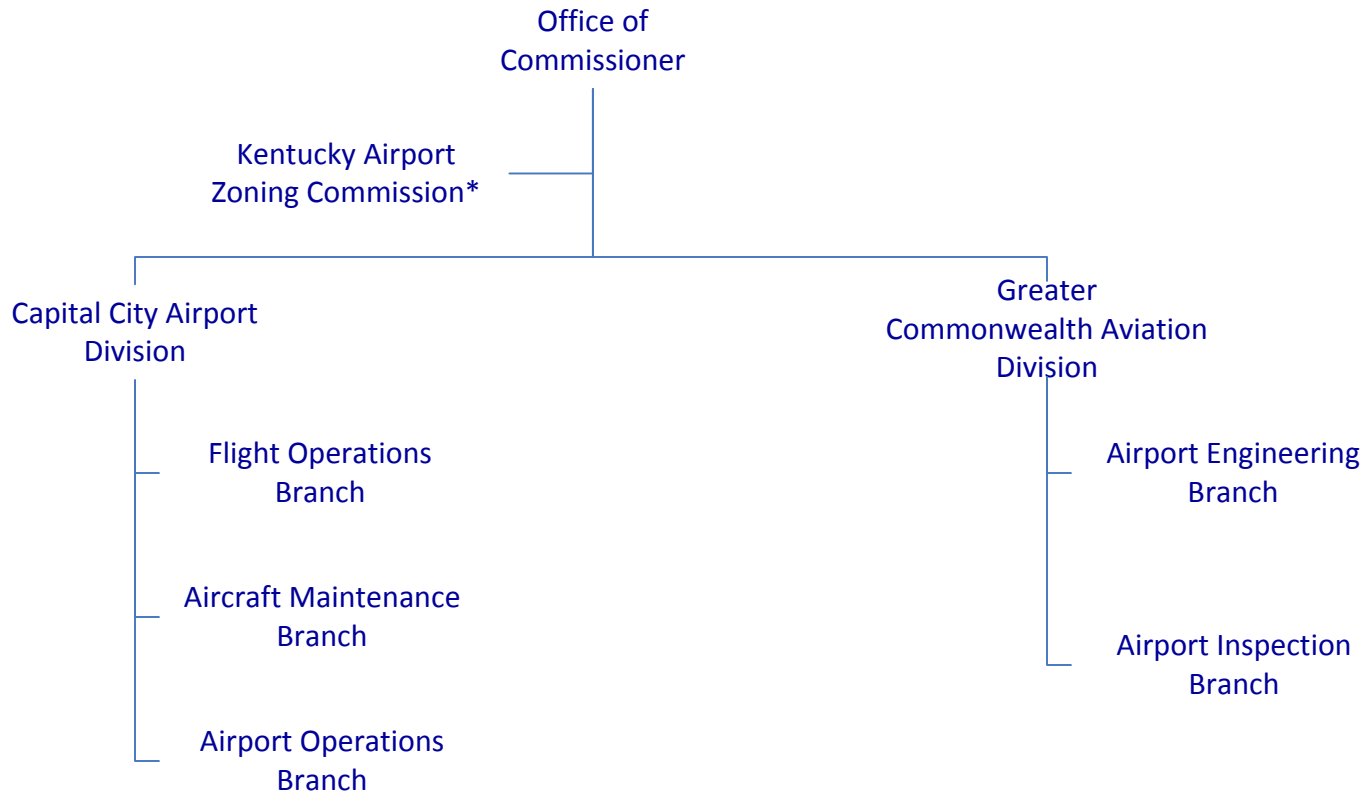 Office of
Commissioner
Kentucky Airport
Zoning Commission*
Capital City Airport
Division
Greater
Commonwealth Aviation
Division
Flight Operations
Branch
Aircraft Maintenance
Branch
Airport Operations
Branch
Airport Engineering
Branch
Airport Inspection
Branch